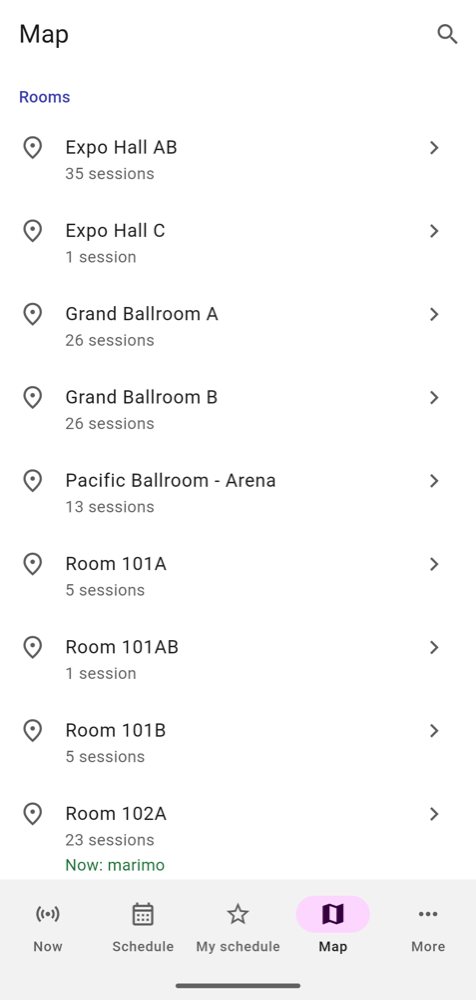 Map
Rooms
Expo Hall AB
35 sessions
Expo Hall C
1 session
Grand Ballroom A
26 sessions
Grand Ballroom B
26 sessions
Pacific Ballroom - Arena
13 sessions
Room 101A
5 sessions
Room 101AB
1 session
Room 101B
5 sessions
Room 102A
23 sessions
Now: marimo
Now Schedule My schedule Map More